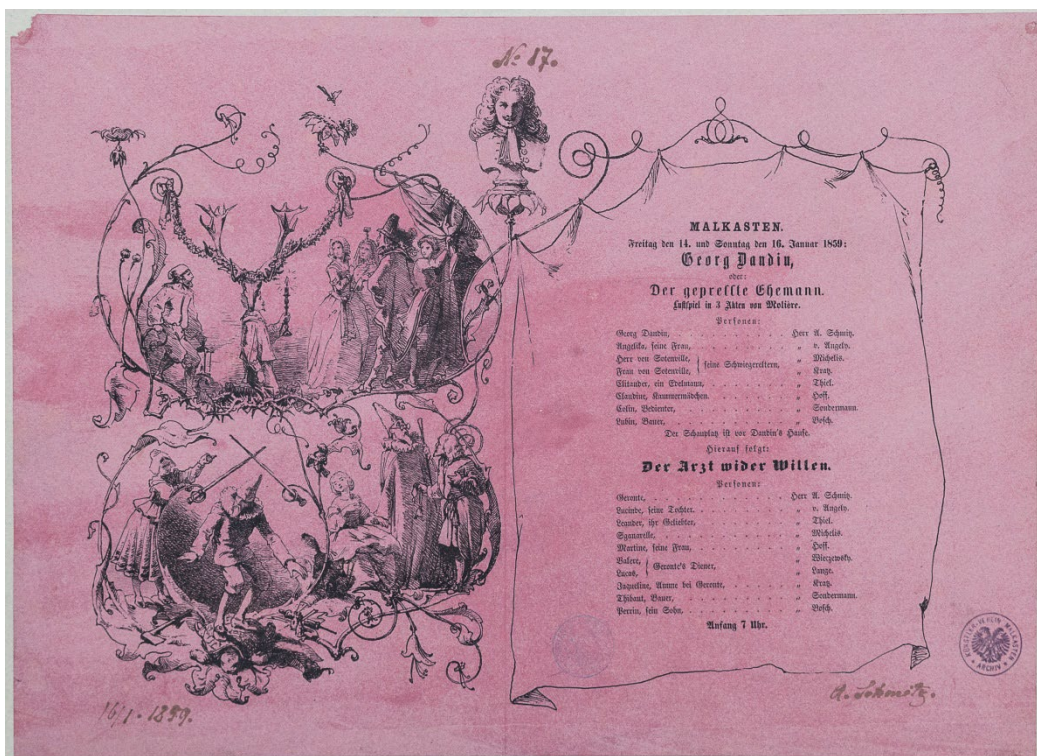 No 17.
MALKASTEN.
Freitag den 14. und Sonntag den 16. Januar 1859:
Georg Dandin,
oder:
Der geprellte Ehemann.
Lustspiel in 3 Akten von Molière.
Personen:
Georg Dandin, . . . . . . . . . . . . Herr A. Schmitz.
Angelika, seine Frau, . . . . . . . . . . „ v. Angely.
Herr von Sotenville, } seine Schwiegereltern, . . „ Michelis.
Frau von Sotenville, „ Kratz.
Clitander, ein Edelmann, . . . . . . . . . „ Thiel.
Claudine, Kammermädchen. . . . . . . . . „ Hoff.
Colin, Bedienter, . . . . . . . . . . . „ Sondermann.
Lubin, Bauer, . . . . . . . . . . . . „ Bosch.
Der Schauplatz ist vor Dandin's Hause.
Hierauf folgt:
Der Arzt wider Willen.
Personen:
Geronte, . . . . . . . . . . . . . Herr A. Schmitz.
Lucinde, seine Tochter. . . . . . . . . . „ v. Angely.
Leander, ihr Geliebter, . . . . . . . . . „ Thiel.
Sganarelle, . . . . . . . . . . . . . „ Michelis.
Martine, seine Frau, . . . . . . . . . . „ Hoff.
Valere, { Geronte's Diener, . . . . . . . . „ Wierzewsky.
Lucas, „ Lange.
Jaqueline, Amme bei Geronte, . . . . . . . „ Kratz.
Thibaut, Bauer, . . . . . . . . . . . „ Sondermann.
Perrin, sein Sohn, . . . . . . . . . . . „ Bosch.
Anfang 7 Uhr.
KÜNSTLER-VEREIN MALKASTEN
ARCHIV
A. Schmitz.
16/1. 1859.